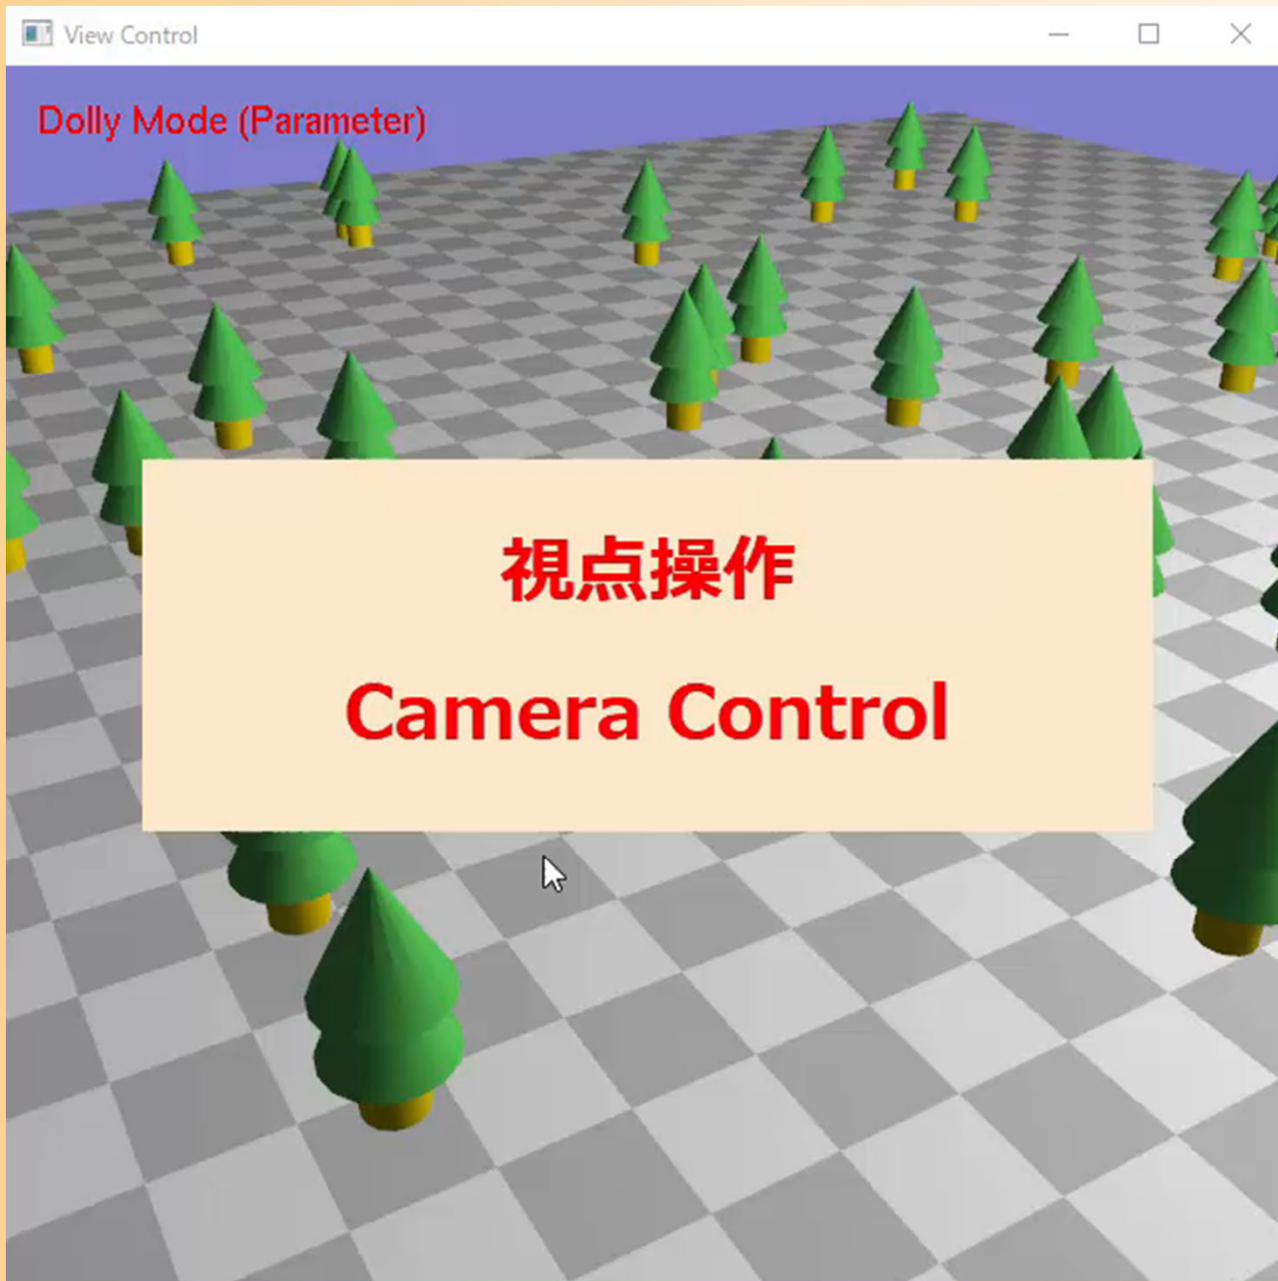 View Control
Dolly Mode (Parameter)
視点操作
Camera Control